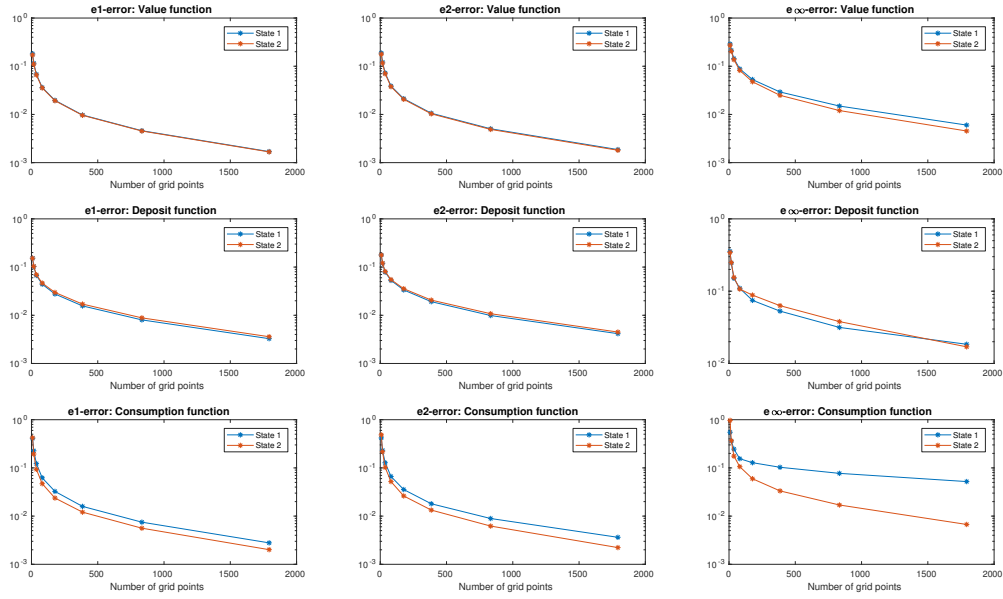 e1-error: Value function
e2-error: Value function
e∞-error: Value function
10^0
10^-1
10^-2
10^-3
State 1
State 2
0 500 1000 1500 2000
Number of grid points
10^0
10^-1
10^-2
10^-3
State 1
State 2
0 500 1000 1500 2000
Number of grid points
10^0
10^-1
10^-2
10^-3
State 1
State 2
0 500 1000 1500 2000
Number of grid points
e1-error: Deposit function
e2-error: Deposit function
e∞-error: Deposit function
10^0
10^-1
10^-2
10^-3
State 1
State 2
0 500 1000 1500 2000
Number of grid points
10^0
10^-1
10^-2
10^-3
State 1
State 2
0 500 1000 1500 2000
Number of grid points
10^0
10^-1
10^-2
State 1
State 2
0 500 1000 1500 2000
Number of grid points
e1-error: Consumption function
e2-error: Consumption function
e∞-error: Consumption function
10^0
10^-1
10^-2
10^-3
State 1
State 2
0 500 1000 1500 2000
Number of grid points
10^0
10^-1
10^-2
10^-3
State 1
State 2
0 500 1000 1500 2000
Number of grid points
10^0
10^-1
10^-2
10^-3
State 1
State 2
0 500 1000 1500 2000
Number of grid points